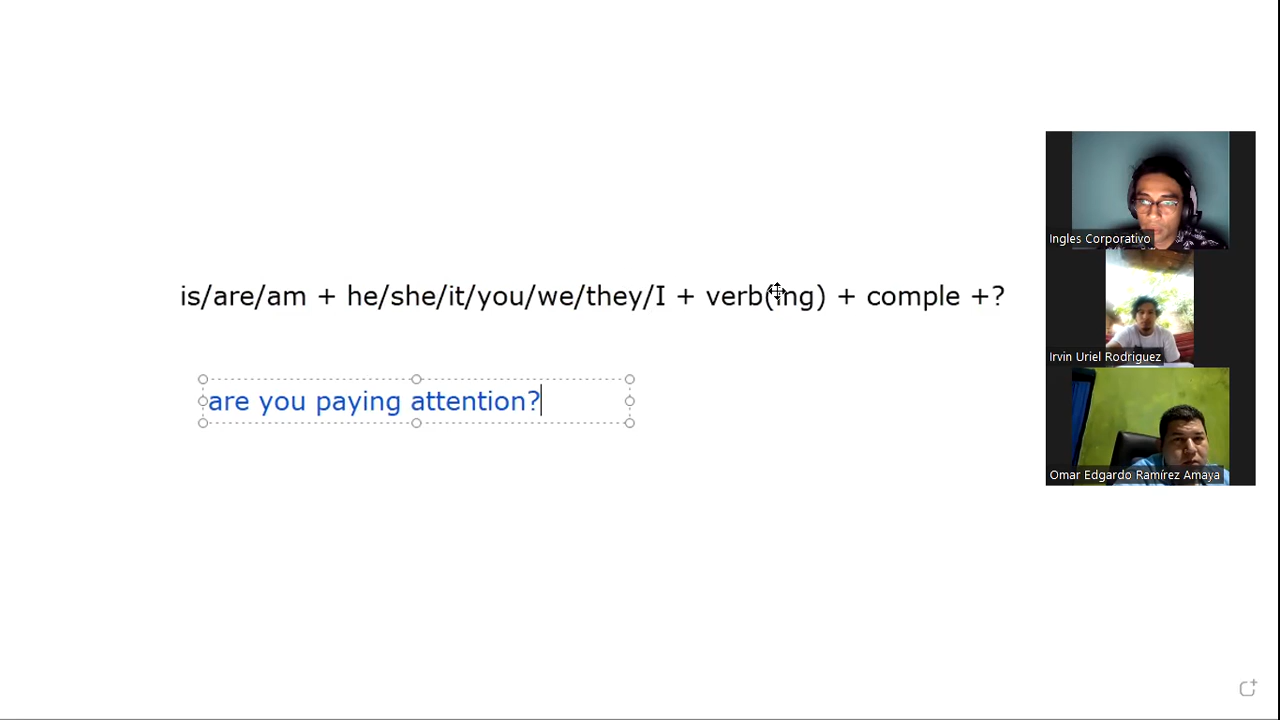 is/are/am + he/she/it/you/we/they/I + verb(ing) + comple +?
are you paying attention?
Ingles Corporativo
Irvin Uriel Rodriguez
Omar Edgardo Ramírez Amaya